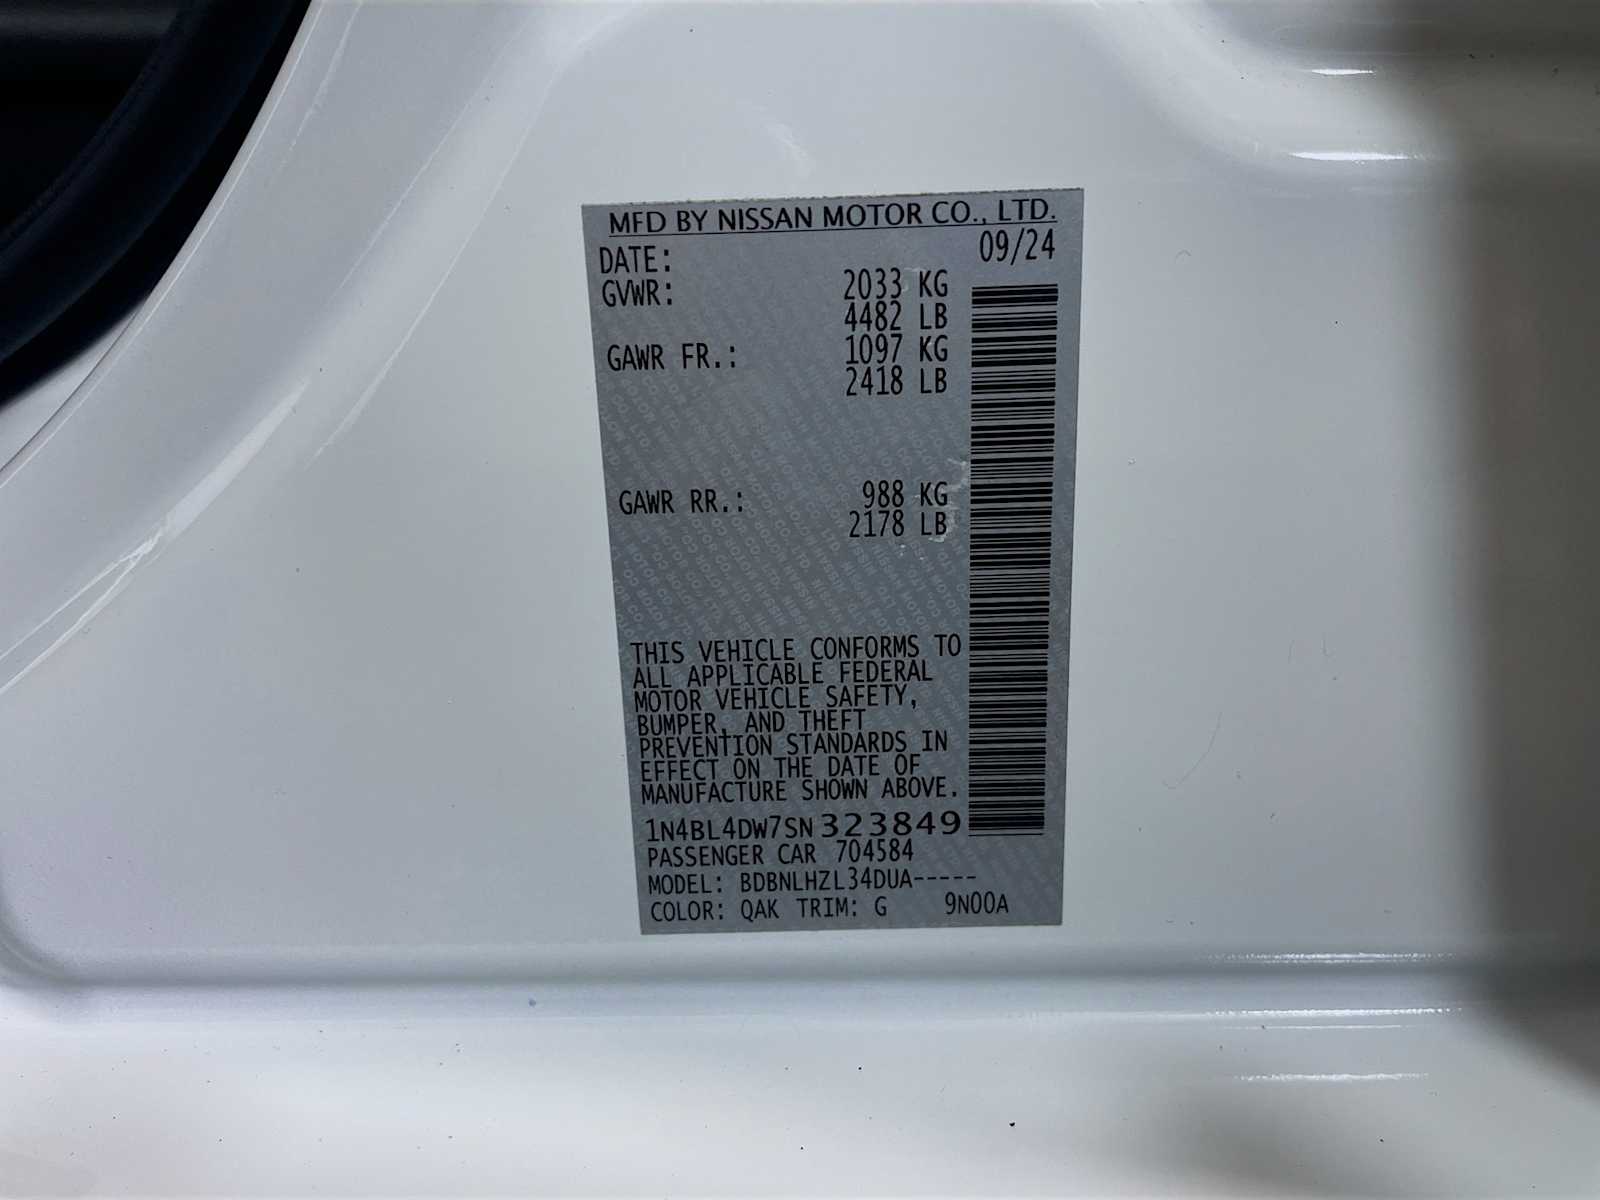 MFD BY NISSAN MOTOR CO., LTD.
DATE: 09/24
GVWR: 2033 KG
4482 LB
GAWR FR.: 1097 KG
2418 LB
GAWR RR.: 988 KG
2178 LB
THIS VEHICLE CONFORMS TO
ALL APPLICABLE FEDERAL
MOTOR VEHICLE SAFETY,
BUMPER, AND THEFT
PREVENTION STANDARDS IN
EFFECT ON THE DATE OF
MANUFACTURE SHOWN ABOVE.
1N4BL4DW7SN323849
PASSENGER CAR 704584
MODEL: BDBNLHZL34DUA-----
COLOR: QAK TRIM: G 9N00A